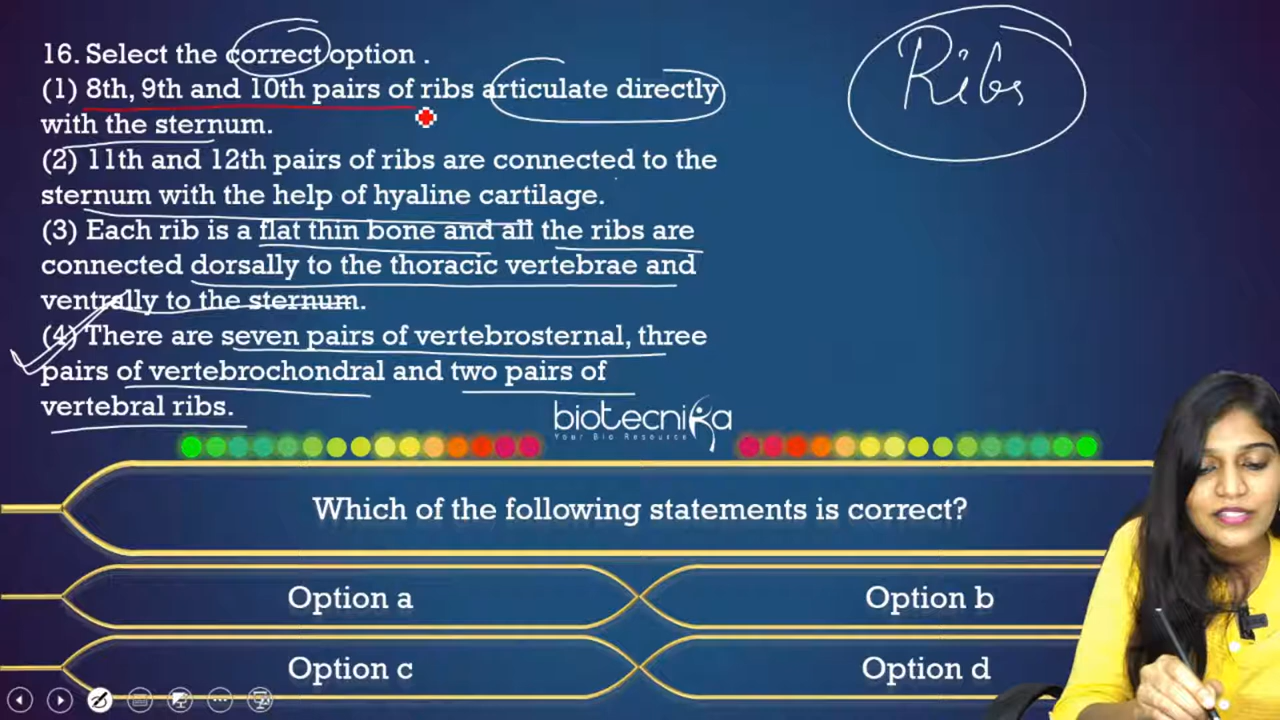 16. Select the correct option .
(1) 8th, 9th and 10th pairs of ribs articulate directly
with the sternum.
(2) 11th and 12th pairs of ribs are connected to the
sternum with the help of hyaline cartilage.
(3) Each rib is a flat thin bone and all the ribs are
connected dorsally to the thoracic vertebrae and
ventrally to the sternum.
(4) There are seven pairs of vertebrosternal, three
pairs of vertebrochondral and two pairs of
vertebral ribs.
Ribs
biotecnika
Your Bio Resource
Which of the following statements is correct?
Option a
Option b
Option c
Option d